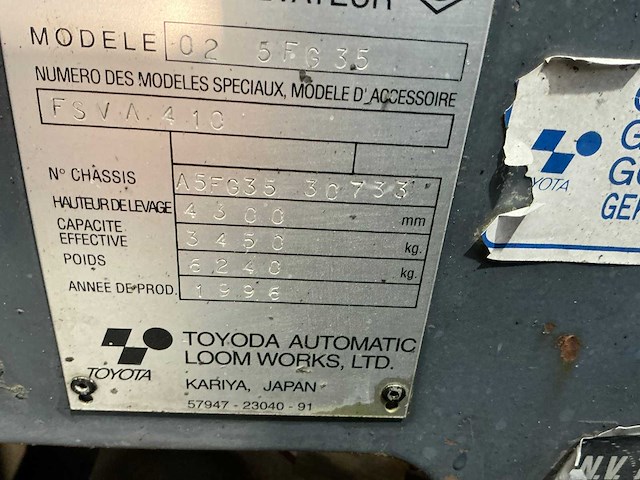 MODELE 02 5FG35
NUMERO DES MODELES SPECIAUX, MODELE D'ACCESSOIRE
FSVA 410
N° CHASSIS A5FG35 30733
HAUTEUR DE LEVAGE 4300 mm
CAPACITE EFFECTIVE 3450 kg.
POIDS 6240 kg.
ANNEE DE PROD. 1996
TOYOTA
TOYODA AUTOMATIC
LOOM WORKS, LTD.
KARIYA, JAPAN
57947 - 23040 - 91
N.V.